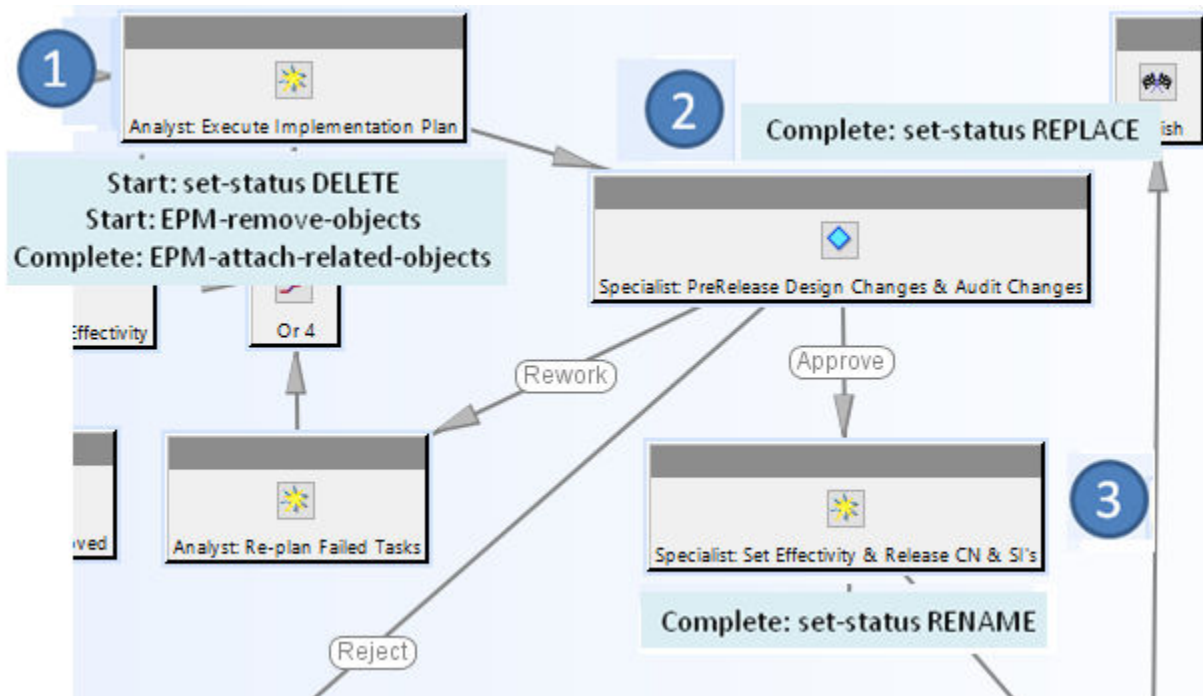 1
Analyst: Execute Implementation Plan
2
Complete: set-status REPLACE
ish
Start: set-status DELETE
Start: EPM-remove-objects
Complete: EPM-attach-related-objects
Specialist: PreRelease Design Changes & Audit Changes
Effectivity
Or 4
Rework
Approve
oved
Analyst: Re-plan Failed Tasks
Specialist: Set Effectivity & Release CN & SI's
3
Complete: set-status RENAME
Reject